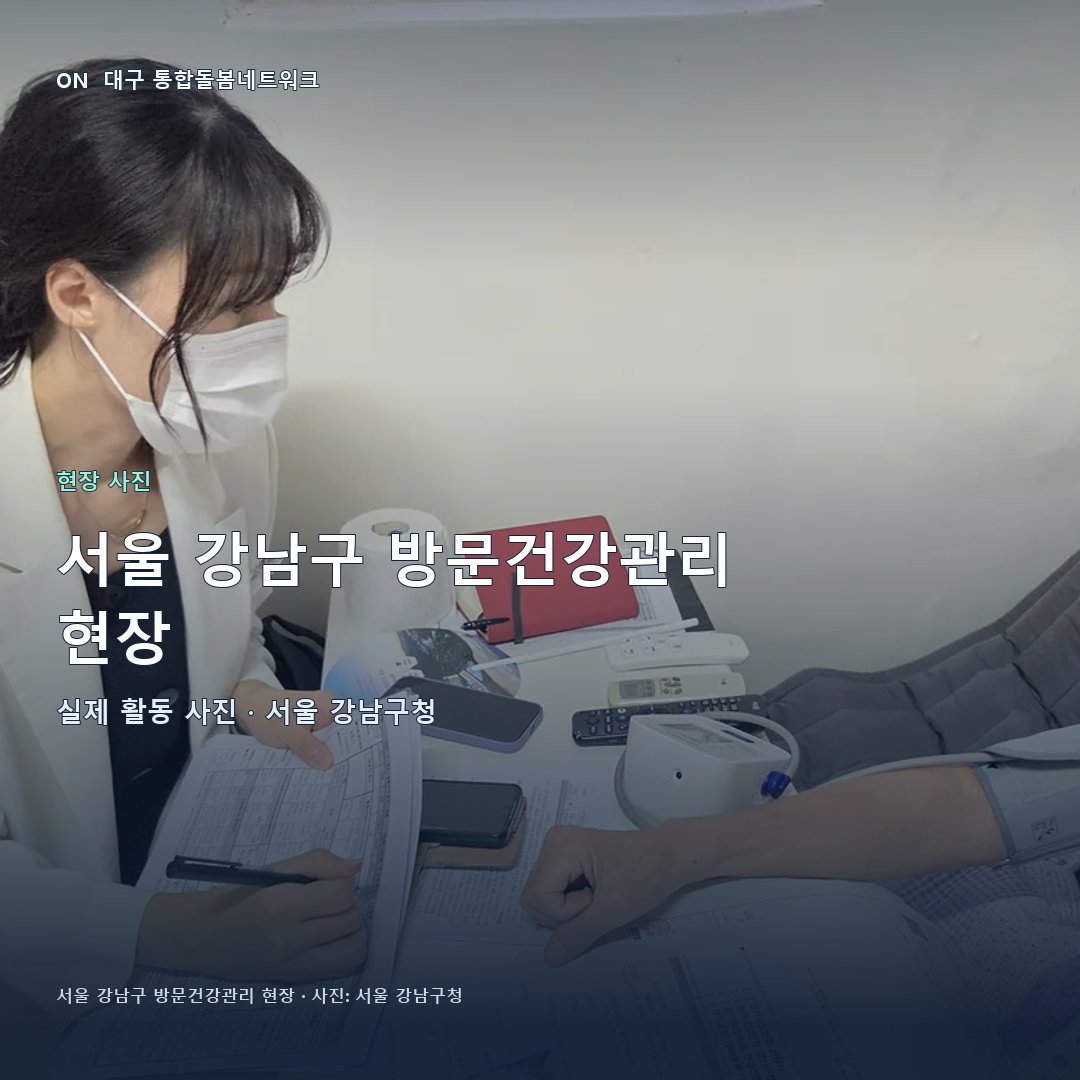 ON 대구 통합돌봄네트워크
현장 사진
서울 강남구 방문건강관리
현장
실제 활동 사진 · 서울 강남구청
서울 강남구 방문건강관리 현장 · 사진: 서울 강남구청